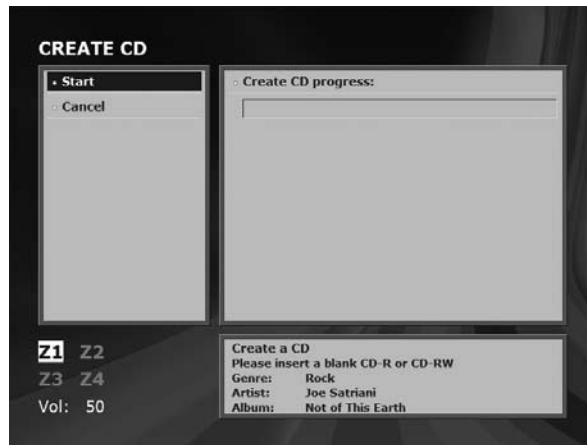 CREATE CD
Start
Cancel
Create CD progress:
Z1 Z2
Z3 Z4
Vol: 50
Create a CD
Please insert a blank CD-R or CD-RW
Genre: Rock
Artist: Joe Satriani
Album: Not of This Earth